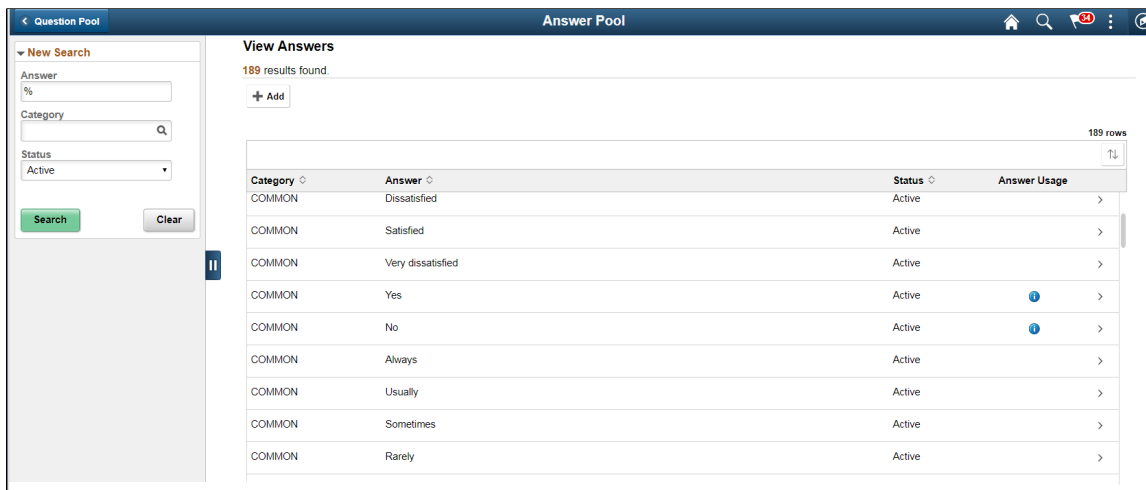 Question Pool
Answer Pool
34
New Search
Answer
%
Category
Status
Active
Search
Clear
View Answers
189 results found.
Add
189 rows
Category Answer Status Answer Usage
COMMON Dissatisfied Active
COMMON Satisfied Active
COMMON Very dissatisfied Active
COMMON Yes Active
COMMON No Active
COMMON Always Active
COMMON Usually Active
COMMON Sometimes Active
COMMON Rarely Active